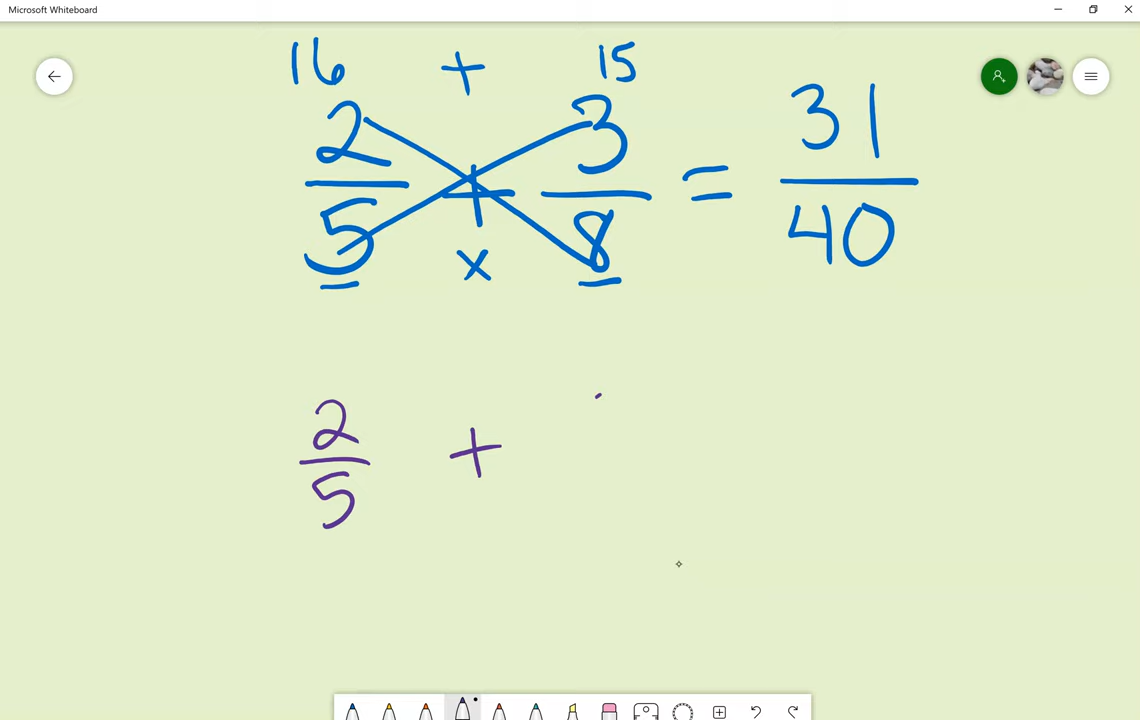 Microsoft Whiteboard
16 + 15
2 + 3 = 31
5 x 8 40
2 +
5